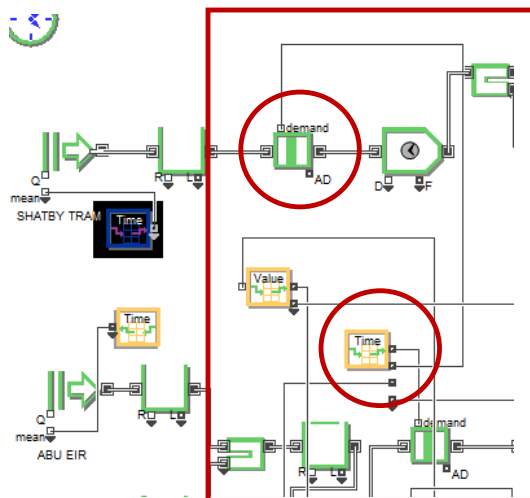 demand
Q
R L
AD
D F
mean
SHATBY TRAM
Time
Value
Time
Time
Q
R L
demand
mean
ABU EIR
R L
AD